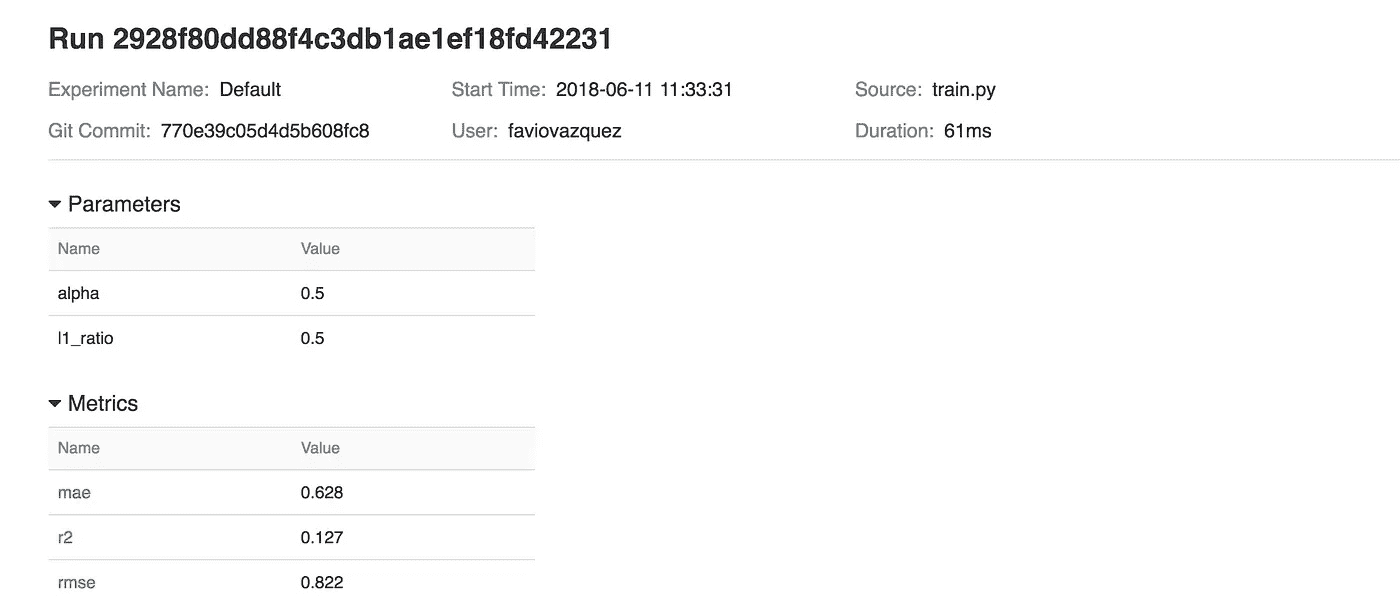 Run 2928f80dd88f4c3db1ae1ef18fd42231
Experiment Name: Default Start Time: 2018-06-11 11:33:31 Source: train.py
Git Commit: 770e39c05d4d5b608fc8 User: faviovazquez Duration: 61ms
Parameters
Name Value
alpha 0.5
l1_ratio 0.5
Metrics
Name Value
mae 0.628
r2 0.127
rmse 0.822